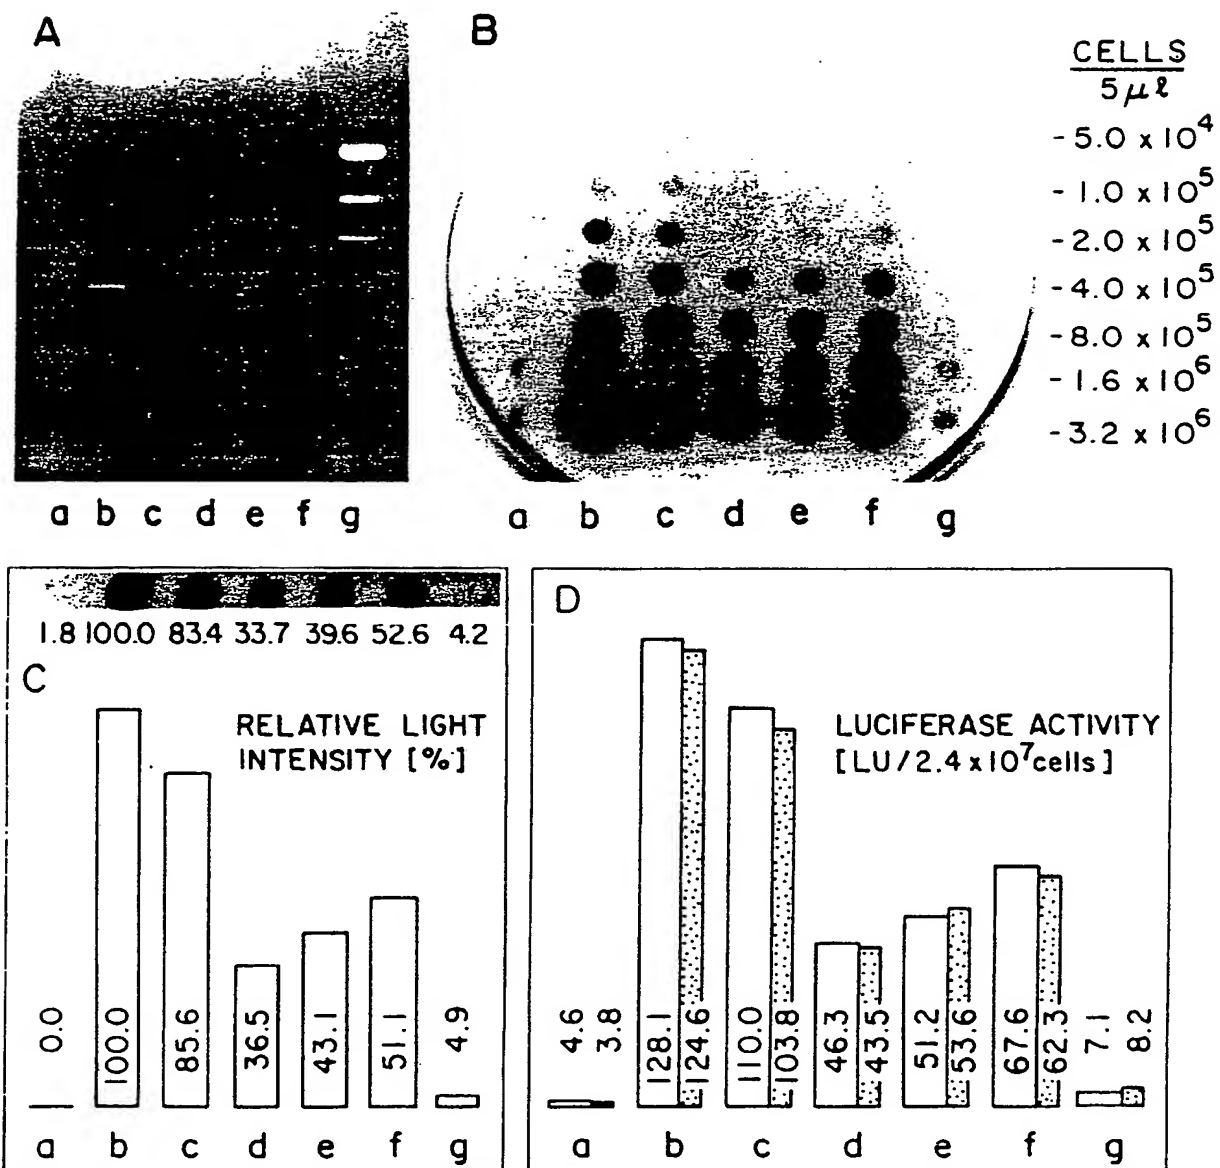 A
a b c d e f g
B
CELLS
5μl
-5.0 x 10⁴
-1.0 x 10⁵
-2.0 x 10⁵
-4.0 x 10⁵
-8.0 x 10⁵
-1.6 x 10⁶
-3.2 x 10⁶
a b c d e f g
1.8 100.0 83.4 33.7 39.6 52.6 4.2
C
RELATIVE LIGHT
INTENSITY [%]
0.0 100.0 85.6 36.5 43.1 51.1 4.9
a b c d e f g
D
LUCIFERASE ACTIVITY
[LU/2.4x10⁷cells]
4.6 3.8 128.1 124.6 110.0 103.8 46.3 43.5 51.2 53.6 67.6 62.3 7.1 8.2
a b c d e f g